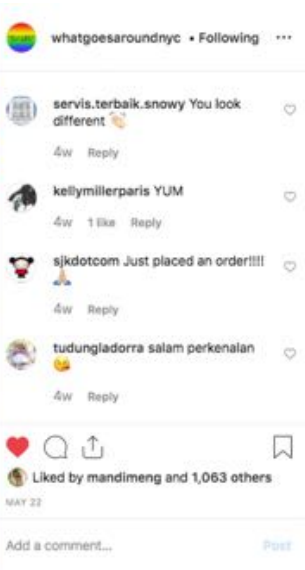 whatgoesaroundnyc • Following
servis.terbaik.snowy You look
different 👏🏻
4w Reply
kellymillerparis YUM
4w 1 like Reply
sjkdotcom Just placed an order!!!!
🙏🏼
4w Reply
tudungladorra salam perkenalan
😘
4w Reply
Liked by mandimeng and 1,063 others
MAY 22
Add a comment... Post